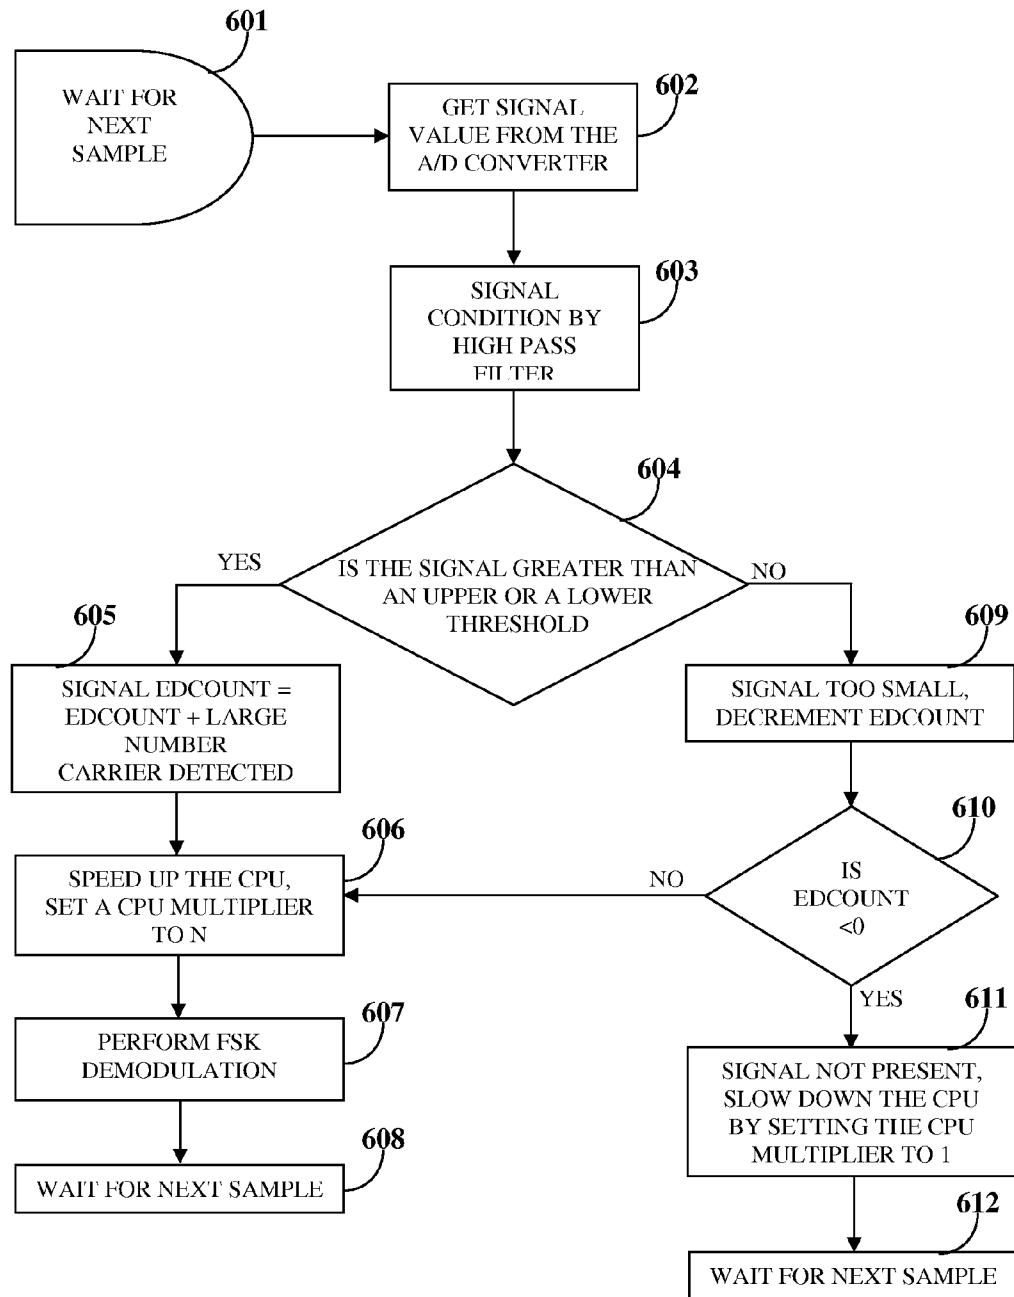 601
WAIT FOR
NEXT
SAMPLE
602
GET SIGNAL
VALUE FROM THE
A/D CONVERTER
603
SIGNAL
CONDITION BY
HIGH PASS
FILTER
604
IS THE SIGNAL GREATER THAN
AN UPPER OR A LOWER
THRESHOLD
YES
NO
605
SIGNAL EDCOUNT =
EDCOUNT + LARGE
NUMBER
CARRIER DETECTED
609
SIGNAL TOO SMALL,
DECREMENT EDCOUNT
606
SPEED UP THE CPU,
SET A CPU MULTIPLIER
TO N
610
IS
EDCOUNT
<0
NO
YES
607
PERFORM FSK
DEMODULATION
608
WAIT FOR NEXT SAMPLE
611
SIGNAL NOT PRESENT,
SLOW DOWN THE CPU
BY SETTING THE CPU
MULTIPLIER TO 1
612
WAIT FOR NEXT SAMPLE